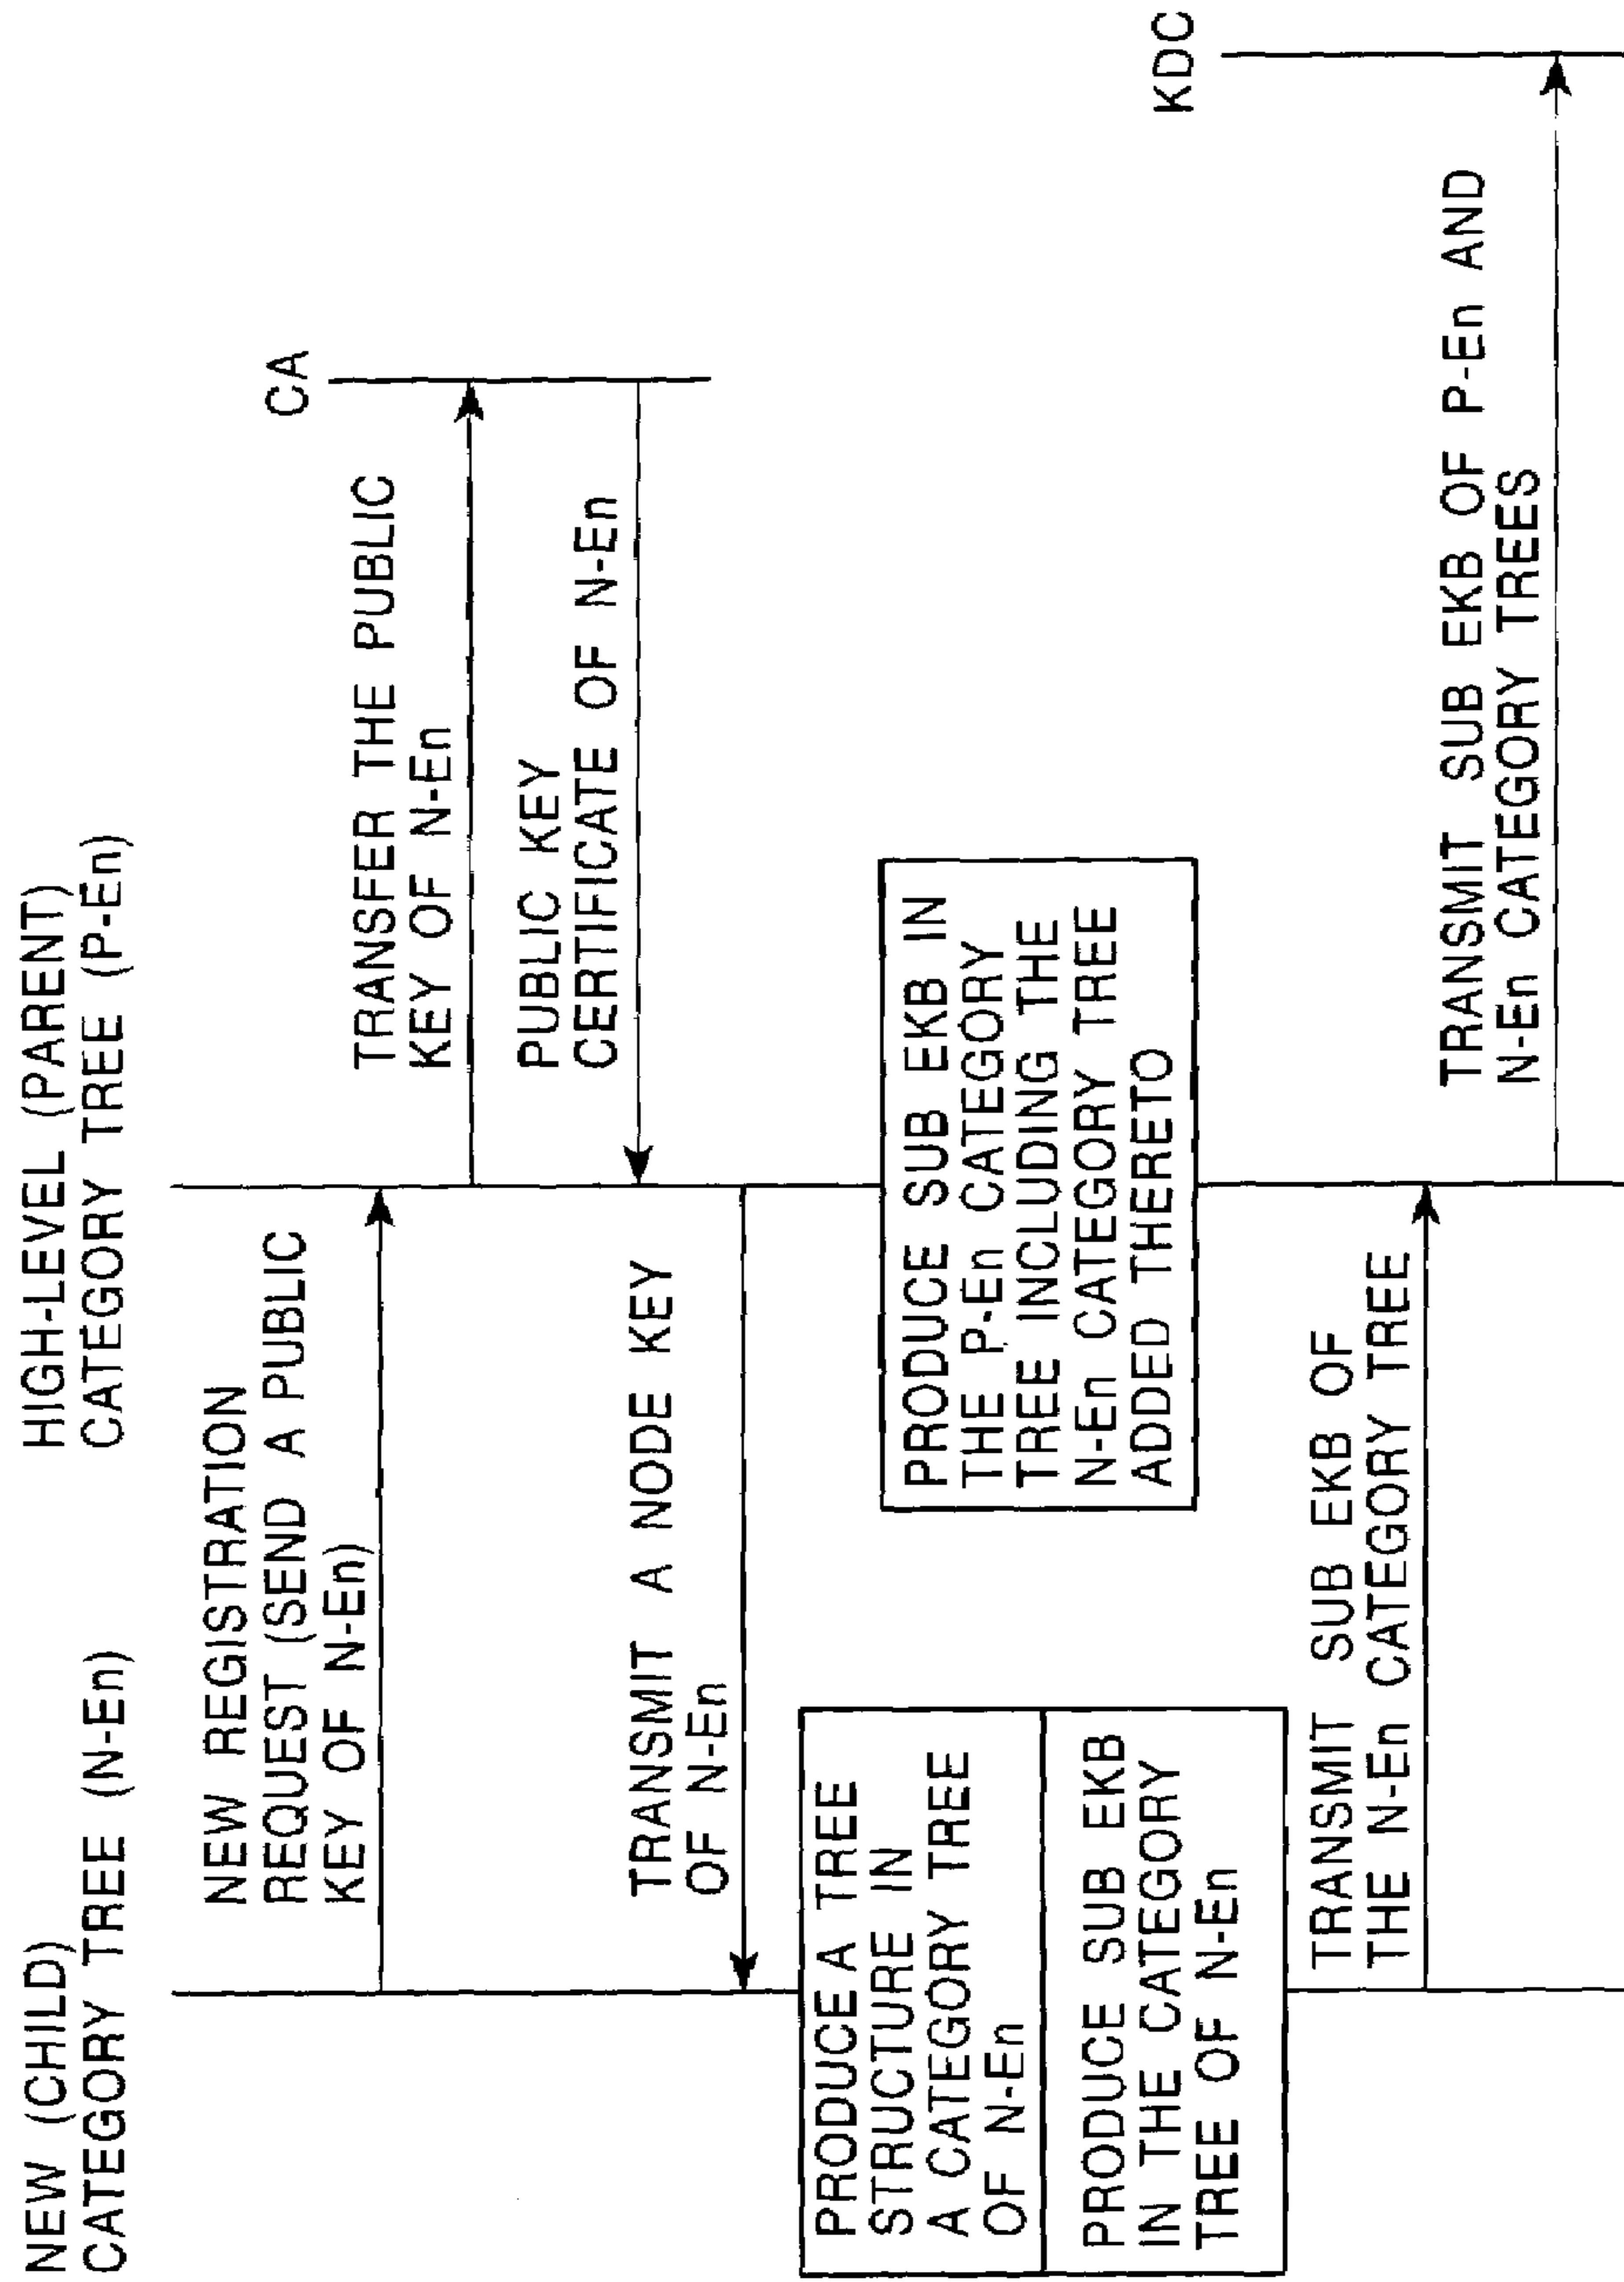 NEW (CHILD)
CATEGORY TREE (N-En)
HIGH-LEVEL (PARENT)
CATEGORY TREE (P-En)
NEW REGISTRATION
REQUEST (SEND A PUBLIC
KEY OF N-En)
CA
TRANSFER THE PUBLIC
KEY OF N-En
PUBLIC KEY
CERTIFICATE OF N-En
TRANSMIT A NODE KEY
OF N-En
PRODUCE A TREE
STRUCTURE IN
A CATEGORY TREE
OF N-En
PRODUCE SUB EKB
IN THE CATEGORY
TREE OF N-En
PRODUCE SUB EKB IN
THE P-En CATEGORY
TREE INCLUDING THE
N-En CATEGORY TREE
ADDED THERETO
TRANSMIT SUB EKB OF
THE N-En CATEGORY TREE
KDC
TRANSMIT SUB EKB OF P-En AND
N-En CATEGORY TREES